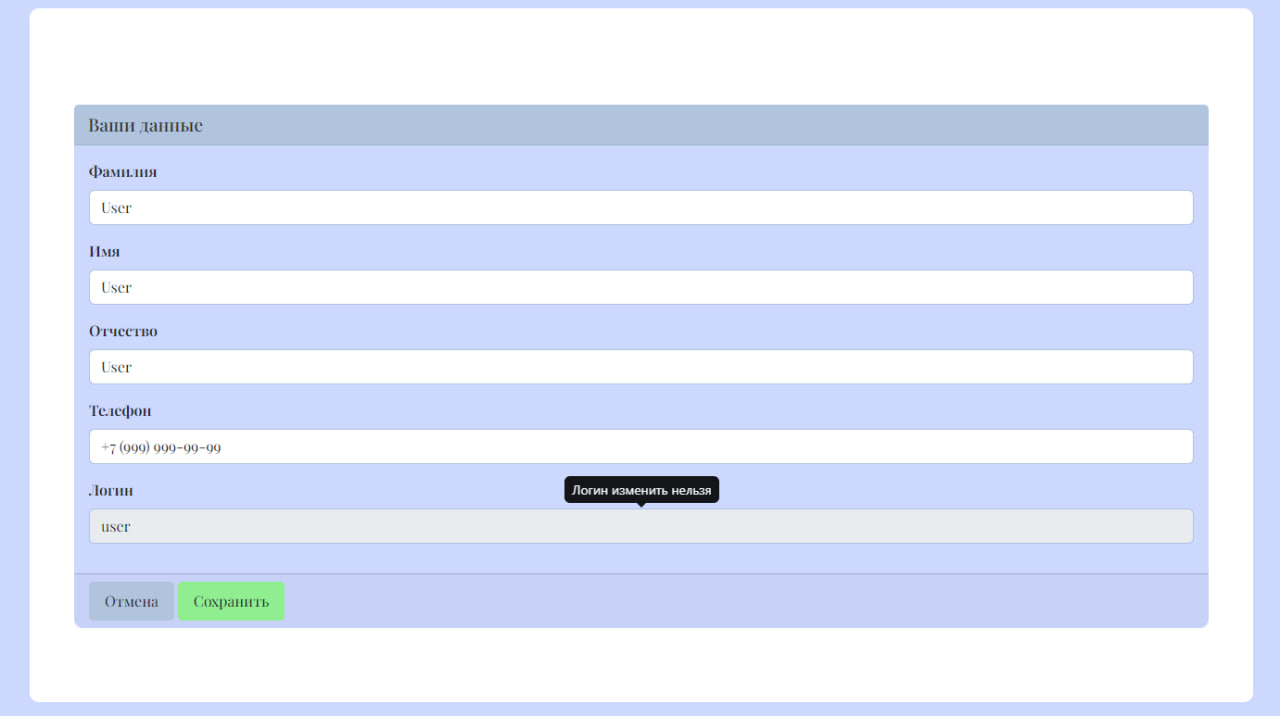 Ваши данные
Фамилия
User
Имя
User
Отчество
User
Телефон
+7 (999) 999-99-99
Логин
Логин изменить нельзя
user
Отмена
Сохранить